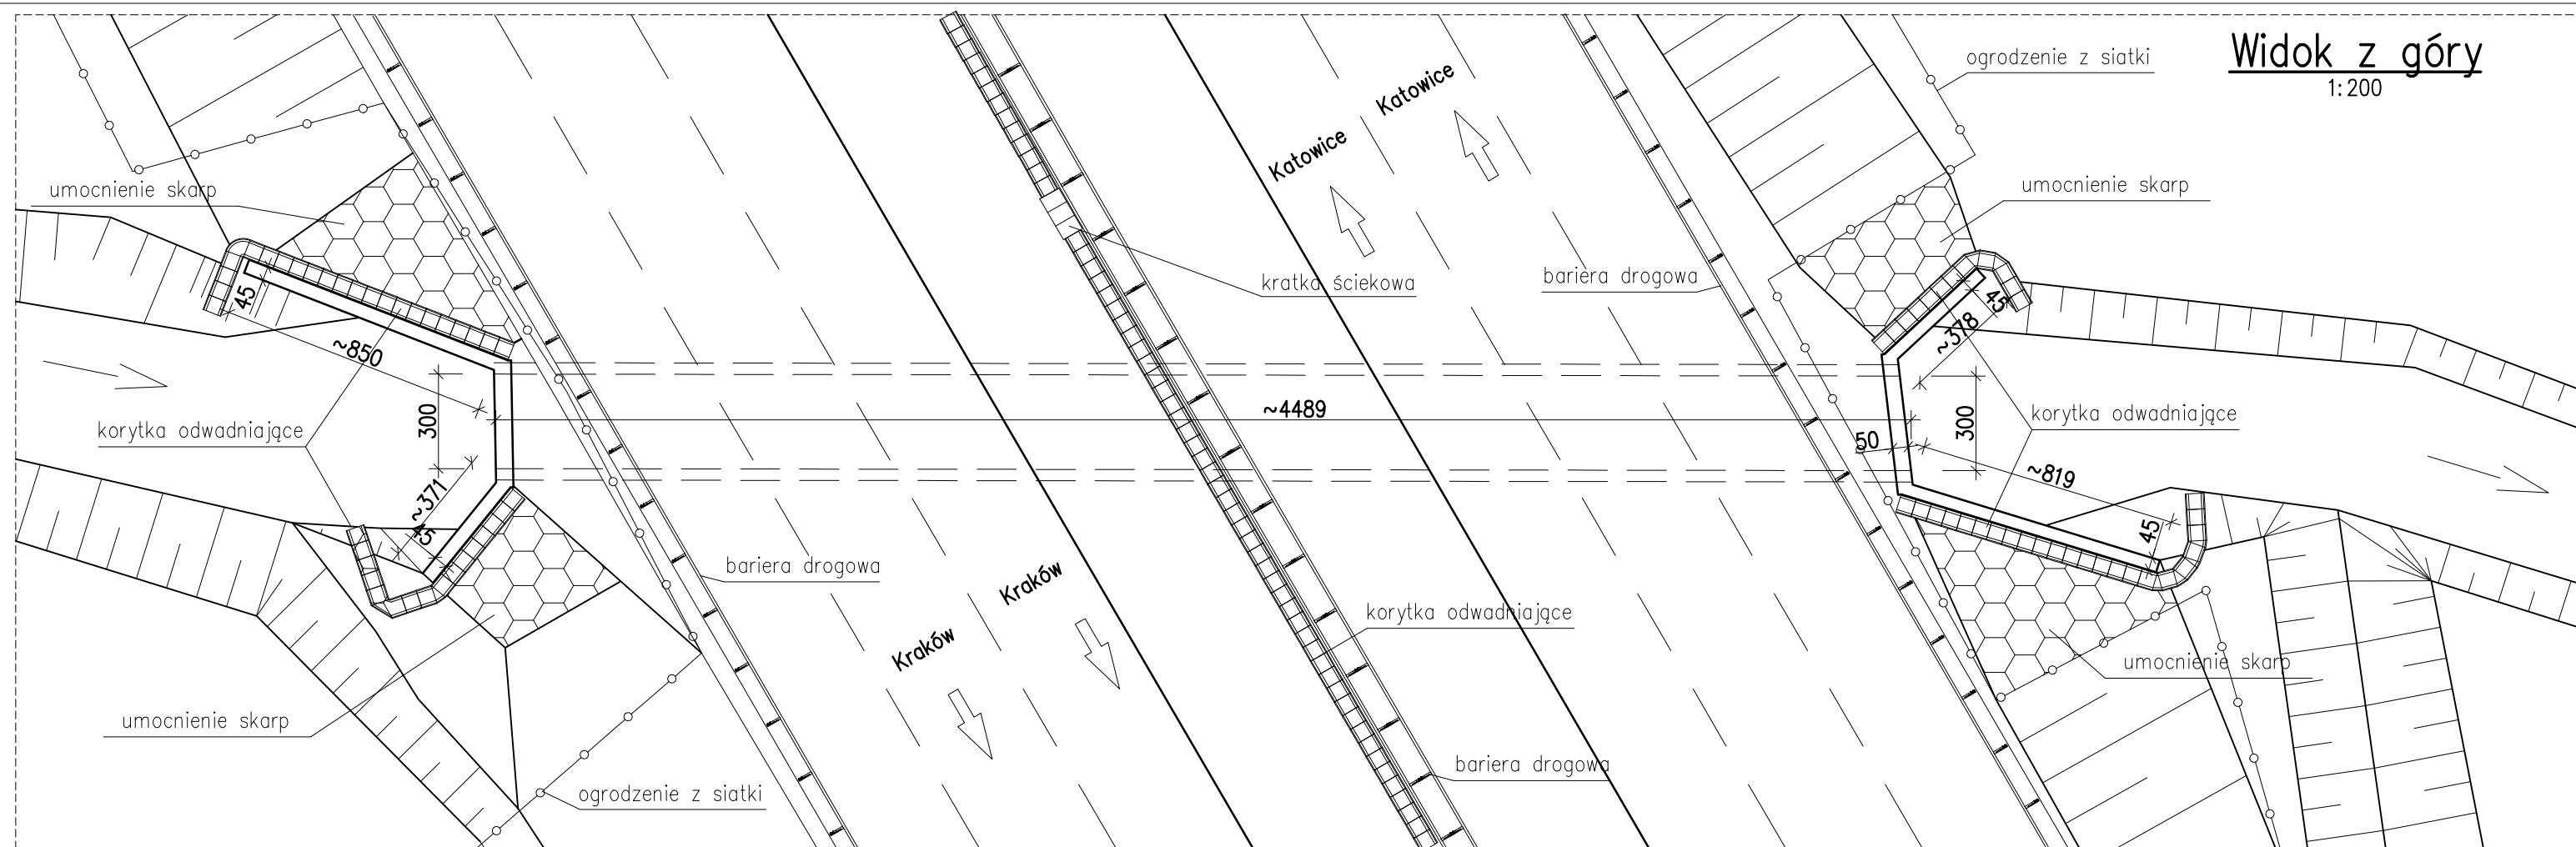 Widok z góry
1:200
ogrodzenie z siatki
Katowice
Katowice
umocnienie skarp
umocnienie skarp
kratka ściekowa
bariera drogowa
45
45
~850
~378
300
~4489
300
korytka odwadniające
korytka odwadniające
50
~371
45
~819
45
bariera drogowa
Kraków
Kraków
korytka odwadniające
umocnienie skarp
umocnienie skarp
bariera drogowa
ogrodzenie z siatki